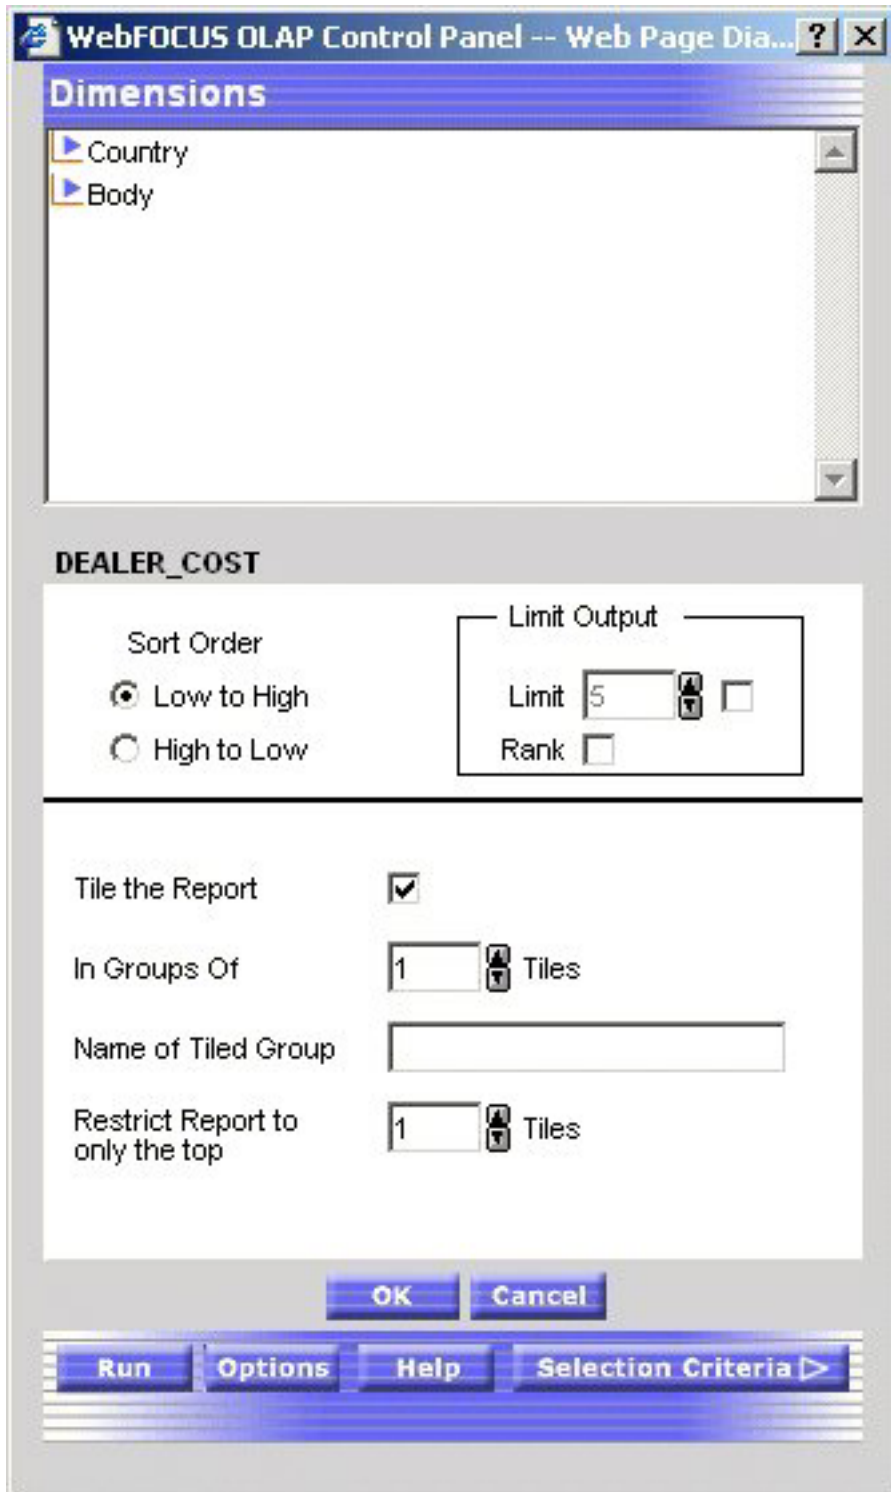 WebFOCUS OLAP Control Panel -- Web Page Dia...
Dimensions
Country
Body
DEALER_COST
Sort Order
Low to High
High to Low
Limit Output
Limit 5
Rank
Tile the Report
In Groups Of 1 Tiles
Name of Tiled Group
Restrict Report to
only the top 1 Tiles
OK Cancel
Run Options Help Selection Criteria